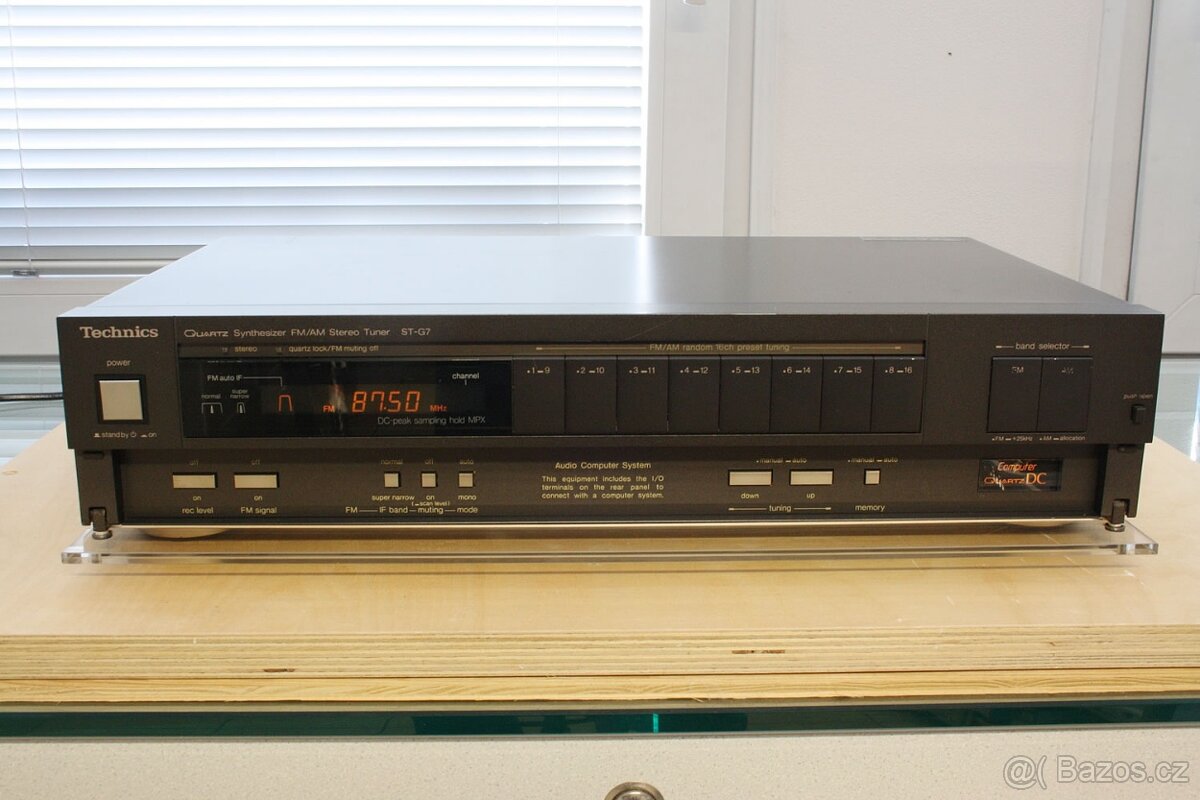 Technics
QUARTZ Synthesizer FM/AM Stereo Tuner ST-G7
stereo quartz lock/FM muting off
FM/AM random 16ch preset tuning
band selector
power
FM auto IF
channel
normal super narrow
FM 87.50 MHz
DC-peak sampling hold MPX
1 9 2 10 3 11 4 12 5 13 6 14 7 15 8 16
FM AM
push open
standby on
FM +25kHz AM allocation
off off normal off auto
Audio Computer System
This equipment includes the I/O
terminals on the rear panel to
connect with a computer system.
manual auto manual auto
Computer
QUARTZ DC
on on super narrow on mono
(scan level)
down up
rec level FM signal FM IF band muting mode
tuning memory
@( Bazos.cz